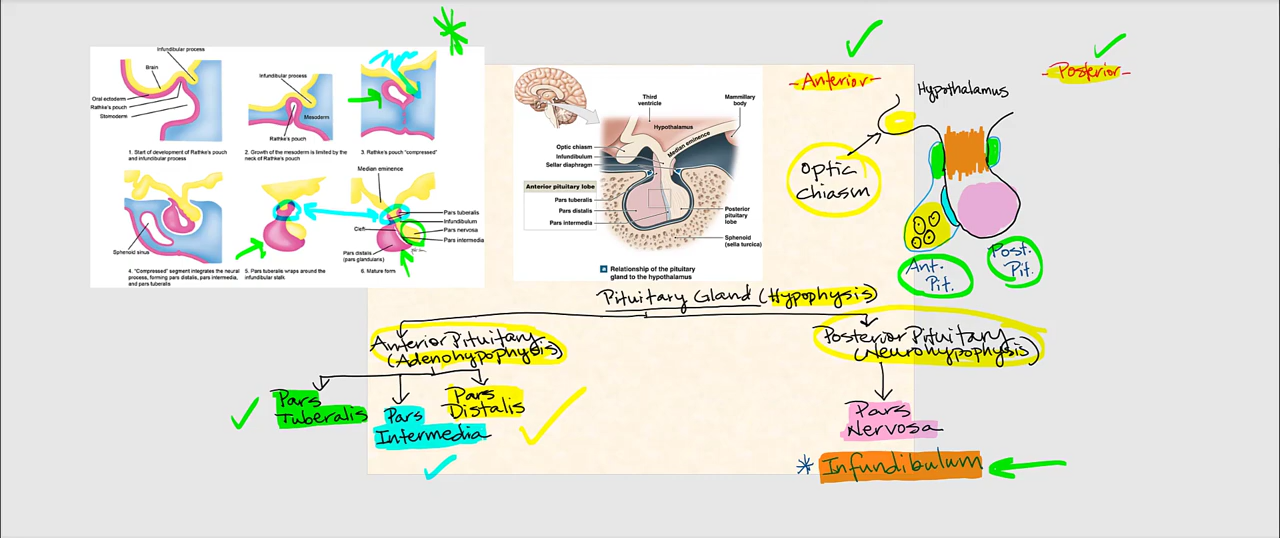 Infundibular process
Brain
Oral ectoderm
Rathke's pouch
Stomoderm
1. Start of development of Rathke's pouch
and infundibular process
Infundibular process
Mesoderm
Rathke's pouch
2. Growth of the mesoderm is limited by the
neck of Rathke's pouch
3. Rathke's pouch "compressed"
Sphenoid sinus
4. "Compressed" segment integrates the neural
process, forming pars distalis, pars intermedia,
and pars tuberalis
5. Pars tuberalis wraps around the
infundibular stalk
Median eminence
Pars tuberalis
Infundibulum
Pars nervosa
Pars intermedia
Cleft
Pars distalis
(pars glandularis)
6. Mature form
Third
ventricle
Mammillary
body
Hypothalamus
Median eminence
Optic chiasm
Infundibulum
Sellar diaphragm
Anterior pituitary lobe
Pars tuberalis
Pars distalis
Pars intermedia
Posterior
pituitary
lobe
Sphenoid
(sella turcica)
a Relationship of the pituitary
gland to the hypothalamus
-Anterior-
-Posterior-
Hypothalamus
Optic
chiasm
Ant.
Pit.
Post.
Pit.
Pituitary Gland (Hypophysis)
Anterior Pituitary
(Adenohypophysis)
Posterior Pituitary
(Neurohypophysis)
Pars
Tuberalis
Pars
Intermedia
Pars
Distalis
Pars
Nervosa
* Infundibulum